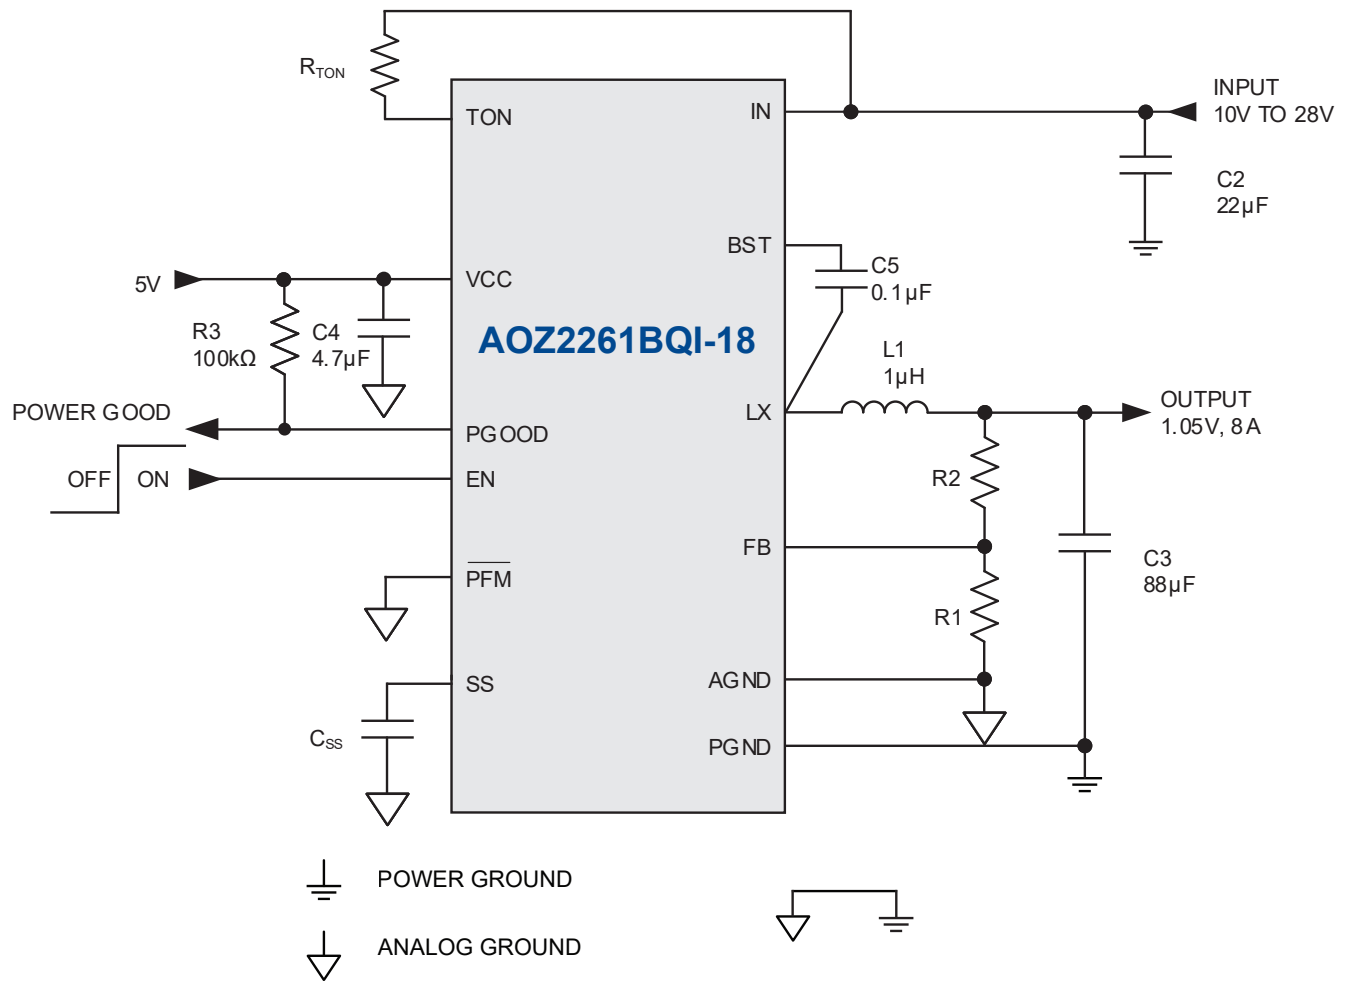 R_TON
TON
IN
INPUT
10V TO 28V
C2
22µF
BST
C5
0.1µF
5V
VCC
R3
100kΩ
C4
4.7µF
AOZ2261BQI-18
L1
1µH
POWER GOOD
PGOOD
LX
OUTPUT
1.05V, 8A
OFF
ON
EN
R2
FB
C3
88µF
PFM
R1
SS
AGND
C_SS
PGND
POWER GROUND
ANALOG GROUND